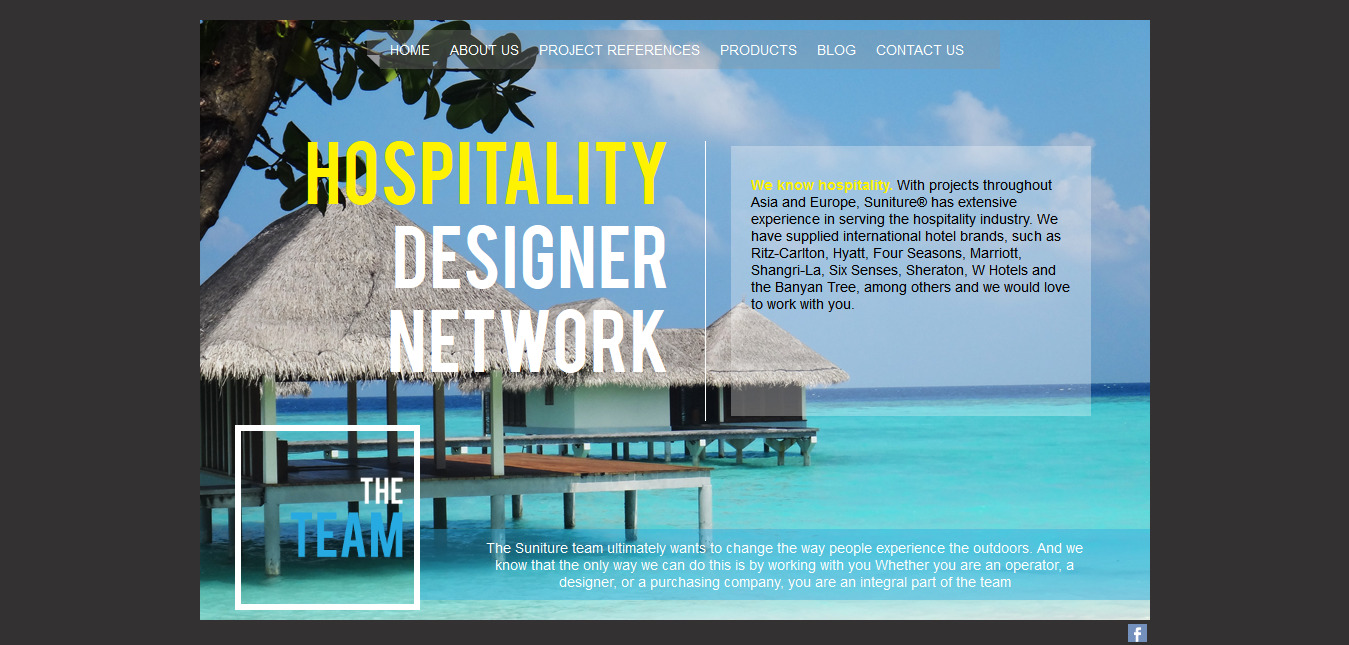 HOME ABOUT US PROJECT REFERENCES PRODUCTS BLOG CONTACT US
HOSPITALITY
DESIGNER
NETWORK
We know hospitality. With projects throughout
Asia and Europe, Suniture® has extensive
experience in serving the hospitality industry. We
have supplied international hotel brands, such as
Ritz-Carlton, Hyatt, Four Seasons, Marriott,
Shangri-La, Six Senses, Sheraton, W Hotels and
the Banyan Tree, among others and we would love
to work with you.
THE
TEAM
The Suniture team ultimately wants to change the way people experience the outdoors. And we
know that the only way we can do this is by working with you Whether you are an operator, a
designer, or a purchasing company, you are an integral part of the team
f